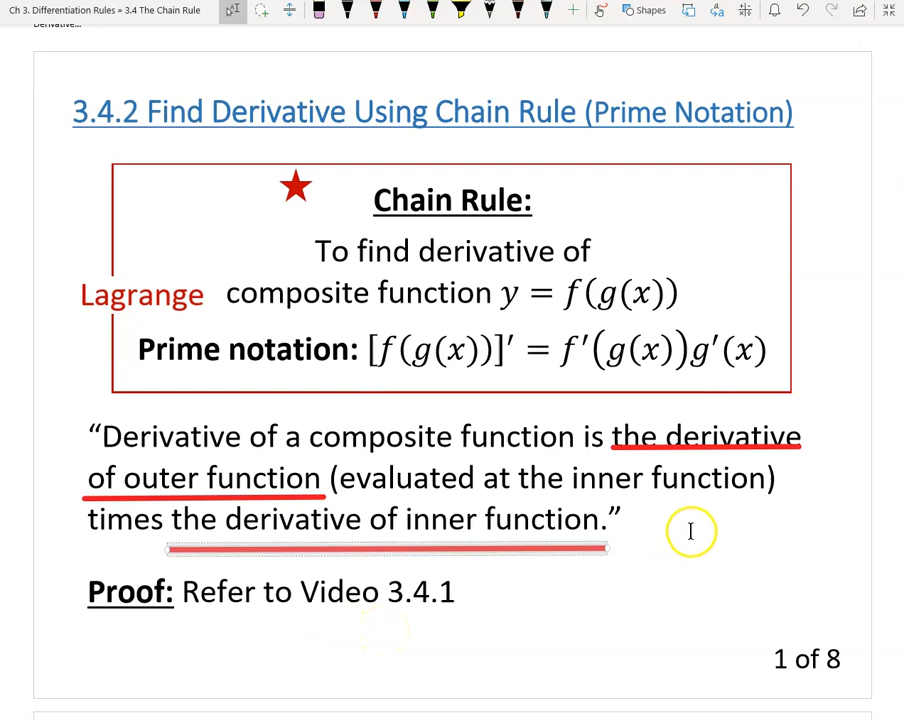 Ch 3. Differentiation Rules » 3.4 The Chain Rule
Shapes
Derivative...
3.4.2 Find Derivative Using Chain Rule (Prime Notation)
Chain Rule:
To find derivative of
Lagrange composite function y = f(g(x))
Prime notation: [f(g(x))]′ = f′(g(x))g′(x)
“Derivative of a composite function is the derivative
of outer function (evaluated at the inner function)
times the derivative of inner function.”
Proof: Refer to Video 3.4.1
1 of 8